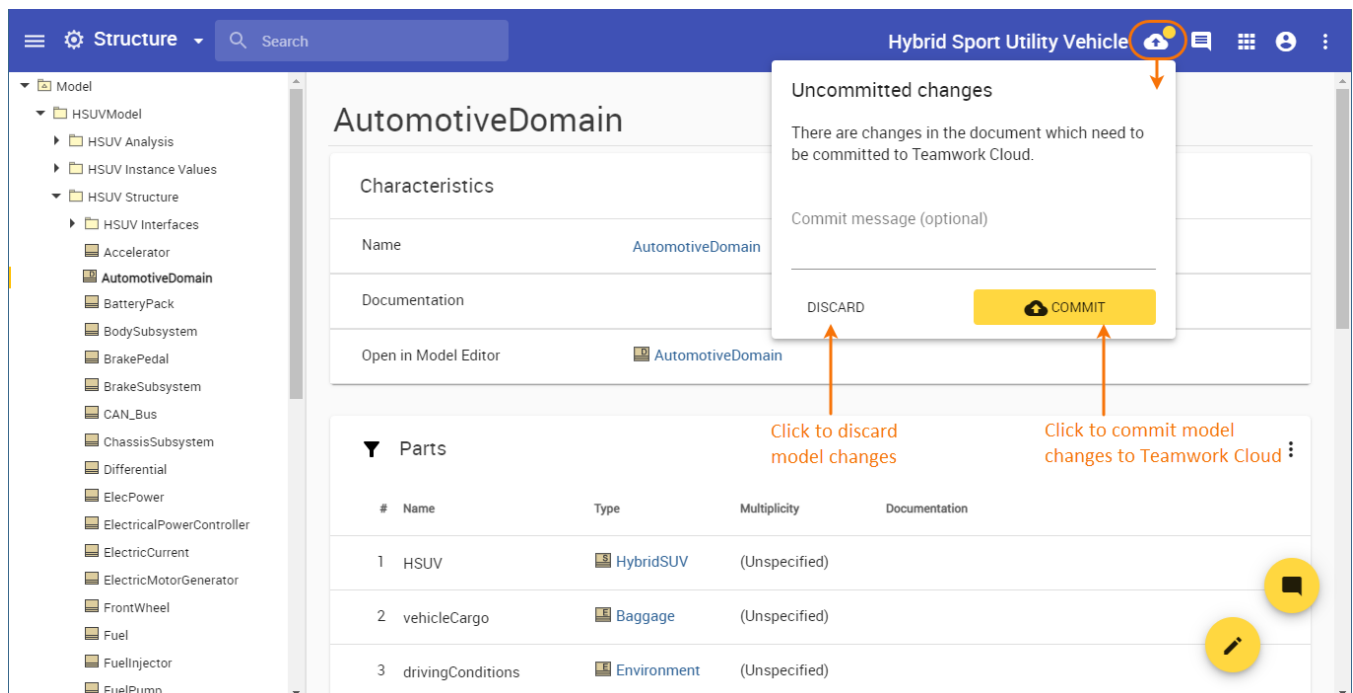 Structure
Search
Hybrid Sport Utility Vehicle
Model
HSUVModel
HSUV Analysis
HSUV Instance Values
HSUV Structure
HSUV Interfaces
Accelerator
AutomotiveDomain
BatteryPack
BodySubsystem
BrakePedal
BrakeSubsystem
CAN_Bus
ChassisSubsystem
Differential
ElecPower
ElectricalPowerController
ElectricCurrent
ElectricMotorGenerator
FrontWheel
Fuel
FuelInjector
FuelPump
AutomotiveDomain
Characteristics
Name AutomotiveDomain
Documentation
Open in Model Editor D AutomotiveDomain
Uncommitted changes
There are changes in the document which need to
be committed to Teamwork Cloud.
Commit message (optional)
DISCARD COMMIT
Click to discard
model changes
Click to commit model
changes to Teamwork Cloud
Parts
# Name Type Multiplicity Documentation
1 HSUV S HybridSUV (Unspecified)
2 vehicleCargo E Baggage (Unspecified)
3 drivingConditions E Environment (Unspecified)